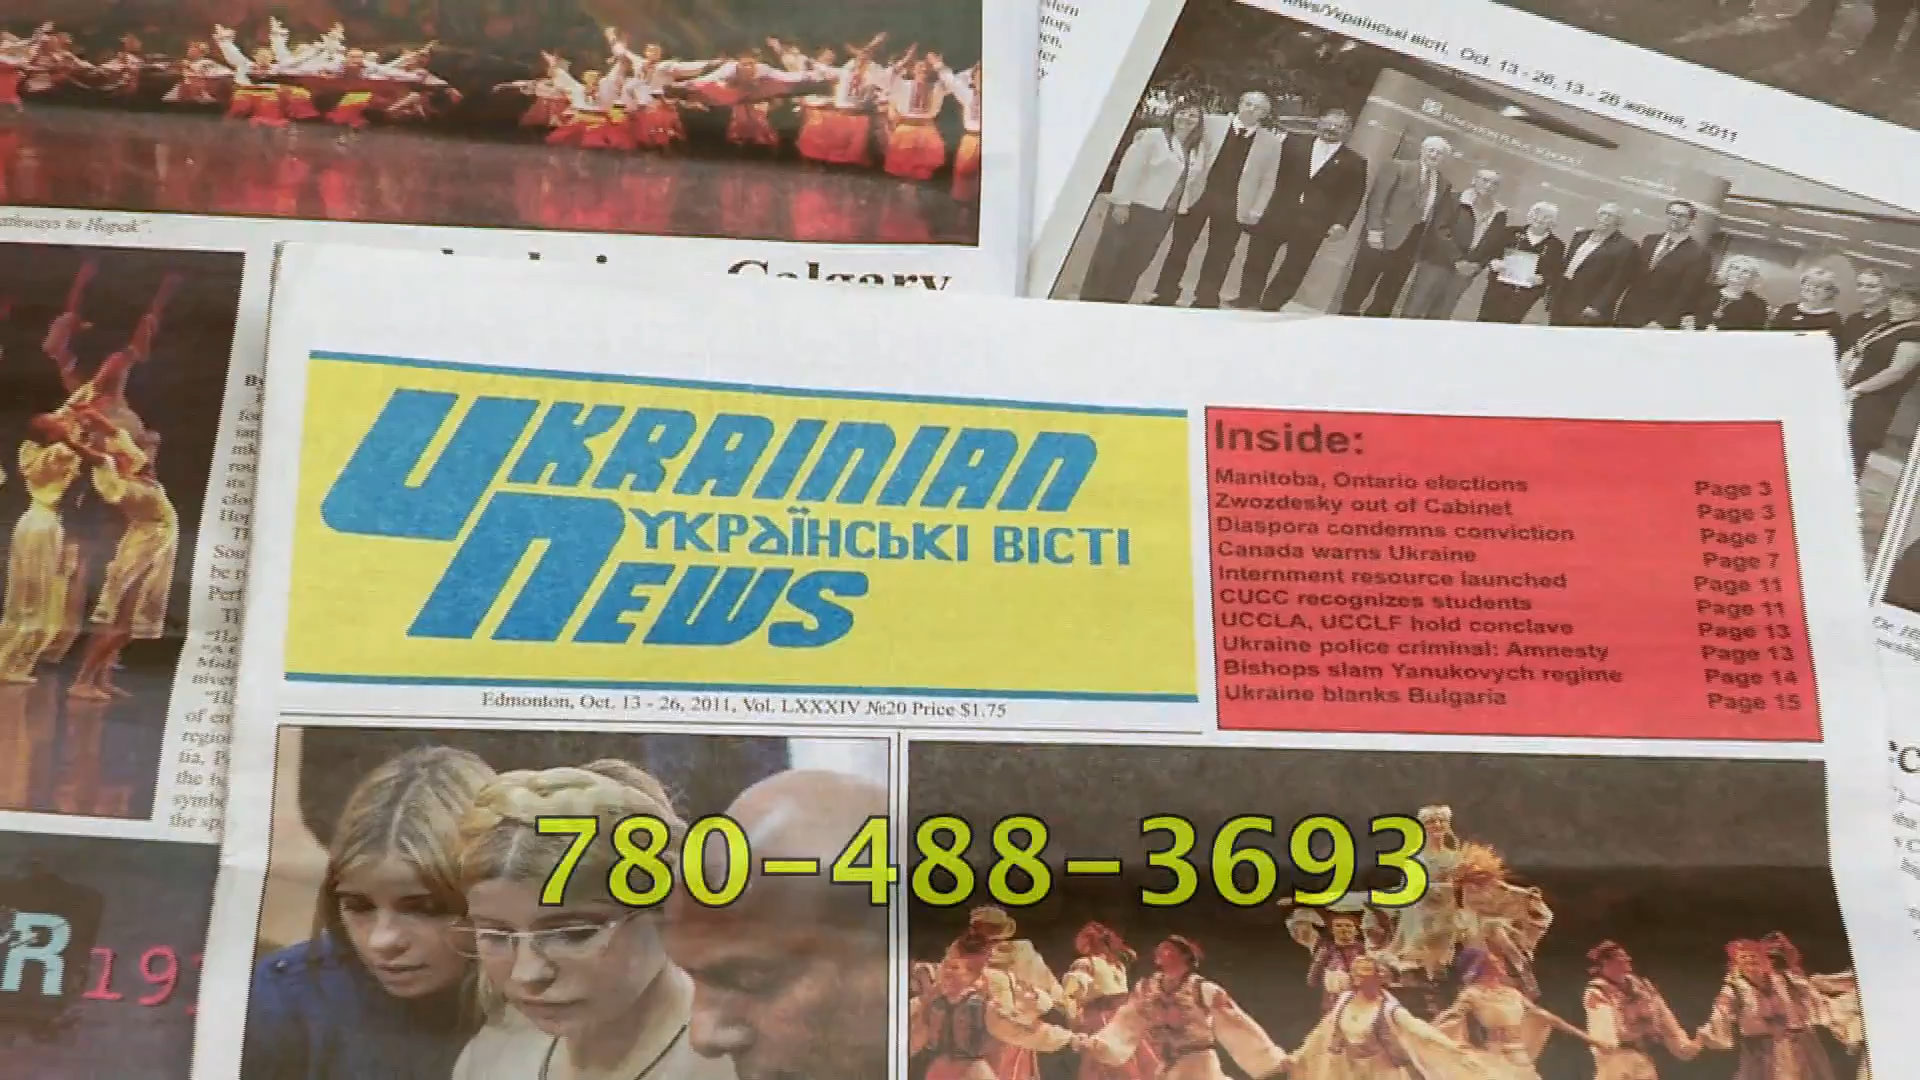 News/Українські вісті, Oct. 13 - 26, 13 - 26 жовтня, 2011
athways to Hopak".
Calgary
UKRAINIAN
УКРАЇНСЬКІ ВІСТІ
NEWS
Edmonton, Oct. 13 - 26, 2011, Vol. LXXXIV №20 Price $1.75
Inside:
Manitoba, Ontario elections Page 3
Zwozdesky out of Cabinet Page 3
Diaspora condemns conviction Page 7
Canada warns Ukraine Page 7
Internment resource launched Page 11
CUCC recognizes students Page 11
UCCLA, UCCLF hold conclave Page 13
Ukraine police criminal: Amnesty Page 13
Bishops slam Yanukovych regime Page 14
Ukraine blanks Bulgaria Page 15
780-488-3693
R 19